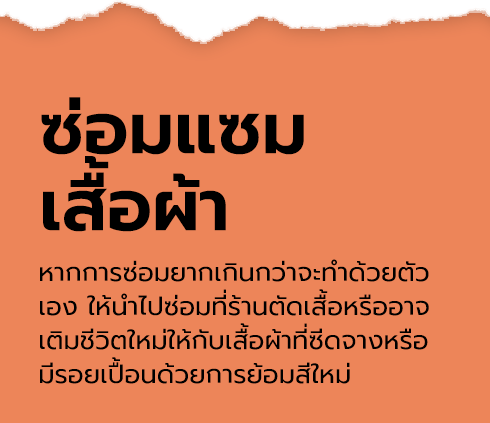 ซ่อมแซม
เสื้อผ้า
หากการซ่อมยากเกินกว่าจะทำด้วยตัว
เอง ให้นำไปซ่อมที่ร้านตัดเสื้อหรืออาจ
เติมชีวิตใหม่ให้กับเสื้อผ้าที่ซีดจางหรือ
มีรอยเปื้อนด้วยการย้อมสีใหม่